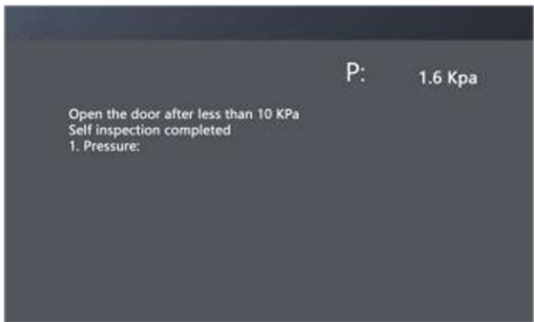 P: 1.6 Kpa
Open the door after less than 10 KPa
Self inspection completed
1. Pressure: